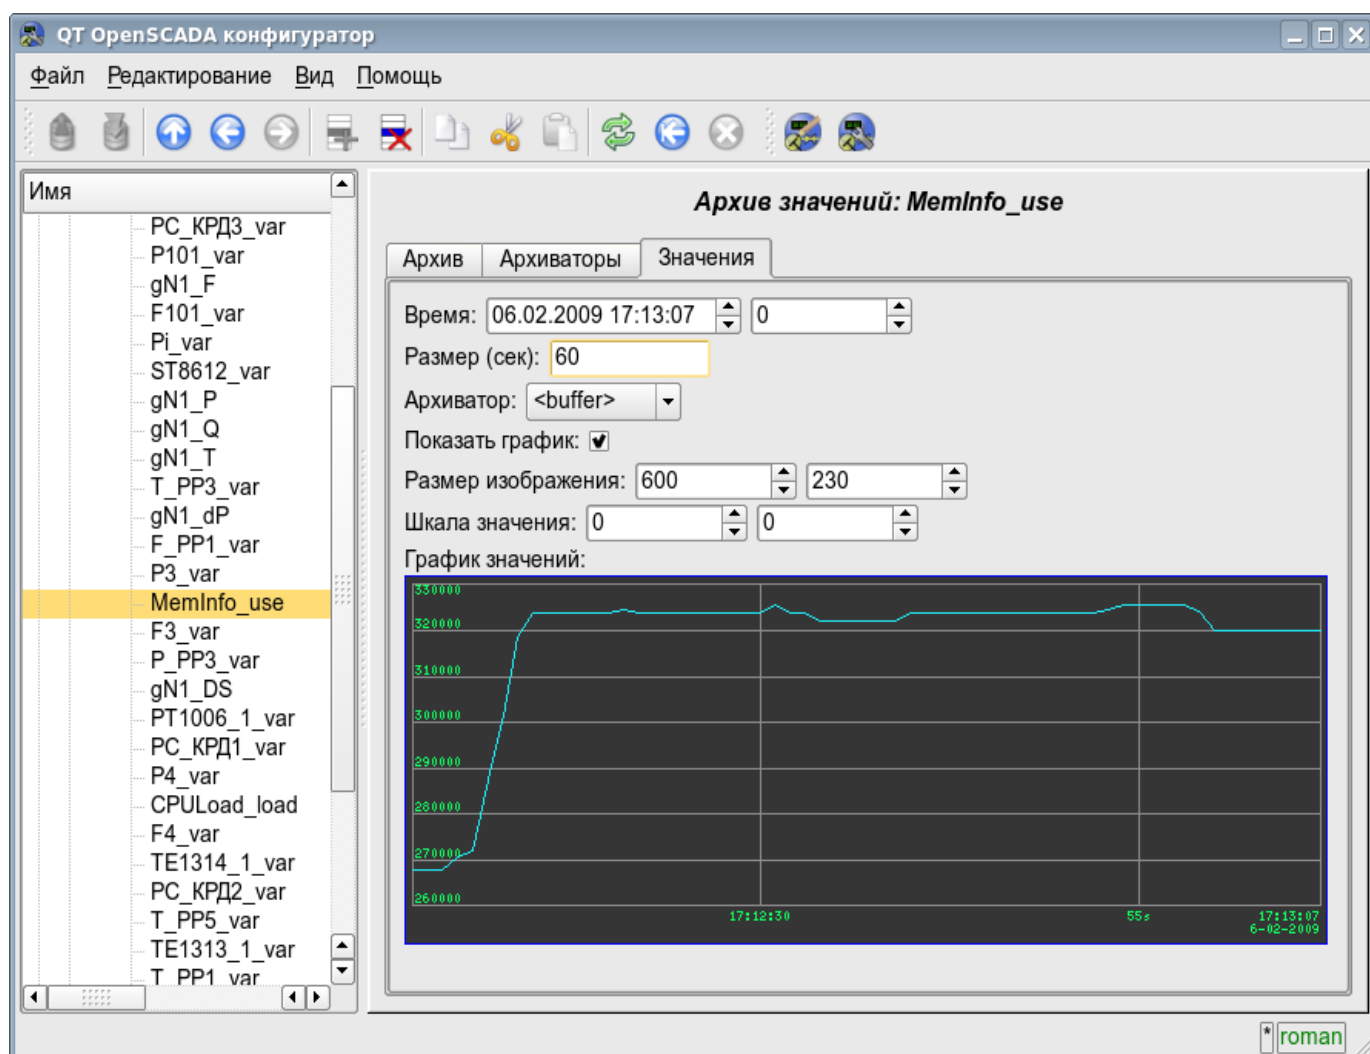 QT OpenSCADA конфигуратор
Файл Редактирование Вид Помощь
Имя
РС_КРД3_var
P101_var
gN1_F
F101_var
Pi_var
ST8612_var
gN1_P
gN1_Q
gN1_T
T_PP3_var
gN1_dP
F_PP1_var
P3_var
MemInfo_use
F3_var
P_PP3_var
gN1_DS
PT1006_1_var
РС_КРД1_var
P4_var
CPULoad_load
F4_var
TE1314_1_var
РС_КРД2_var
T_PP5_var
TE1313_1_var
T_PP1_var
Архив значений: MemInfo_use
Архив Архиваторы Значения
Время: 06.02.2009 17:13:07 0
Размер (сек): 60
Архиватор: <buffer>
Показать график:
Размер изображения: 600 230
Шкала значения: 0 0
График значений:
330000
320000
310000
300000
290000
280000
270000
260000
17:12:30 55s 17:13:07
6-02-2009
* roman